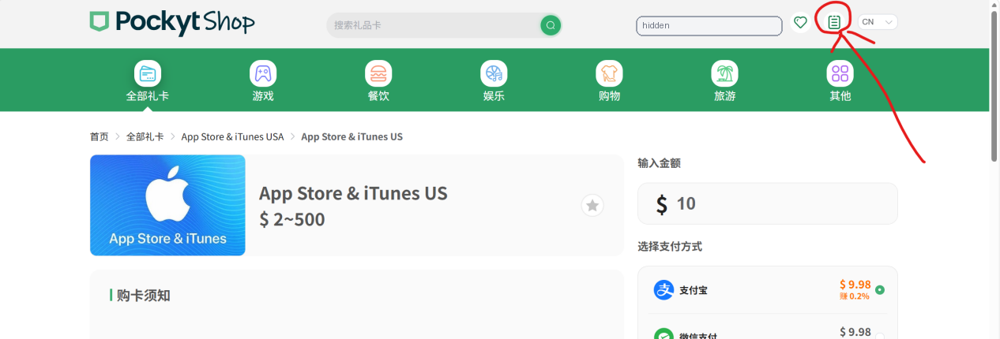 Pockyt Shop
搜索礼品卡
hidden
CN
全部礼卡
游戏
餐饮
娱乐
购物
旅游
其他
首页 > 全部礼卡 > App Store & iTunes USA > App Store & iTunes US
App Store & iTunes
App Store & iTunes US
$ 2~500
购卡须知
输入金额
$ 10
选择支付方式
支
支付宝
$ 9.98
赚 0.2%
微信支付
$ 9.98